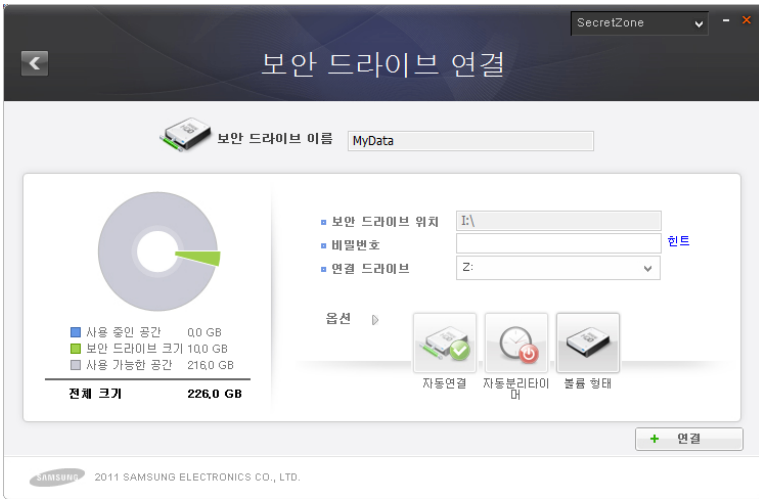 SecretZone
보안 드라이브 연결
보안 드라이브 이름 MyData
보안 드라이브 위치 I:\
비밀번호 힌트
연결 드라이브 Z:
옵션
자동연결 자동분리타이머 볼륨 형태
사용 중인 공간 0,0 GB
보안 드라이브 크기 10,0 GB
사용 가능한 공간 216,0 GB
전체 크기 226,0 GB
+ 연결
SAMSUNG 2011 SAMSUNG ELECTRONICS CO., LTD.